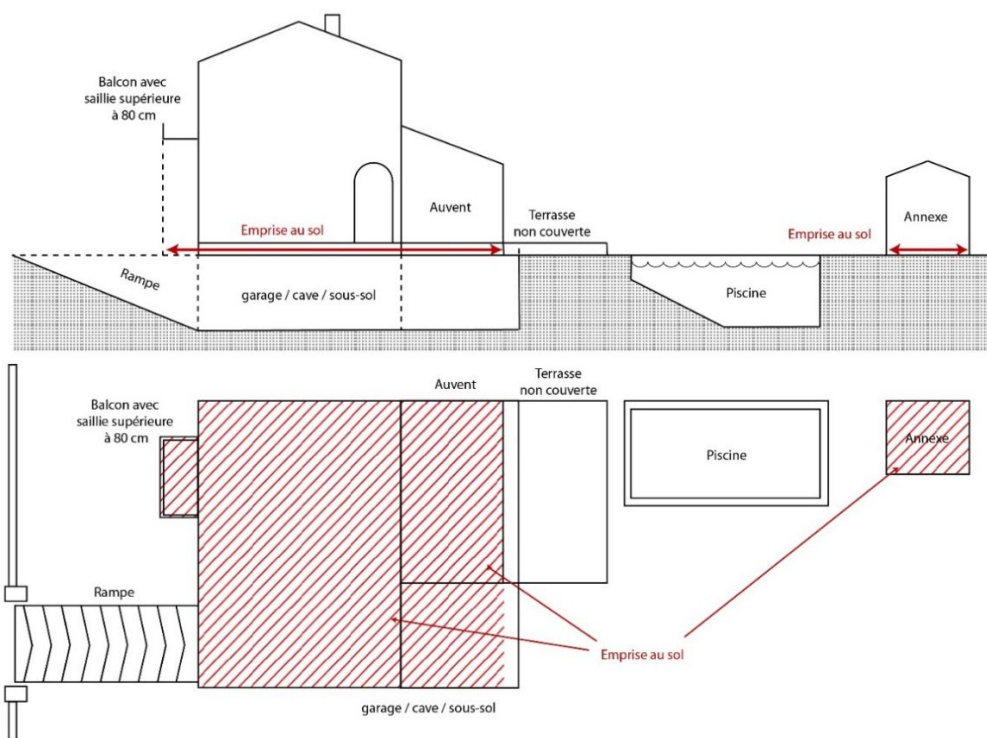 Balcon avec
saillie supérieure
à 80 cm
Auvent
Terrasse
non couverte
Annexe
Emprise au sol
Emprise au sol
Rampe
garage / cave / sous-sol
Piscine
Auvent
Terrasse
non couverte
Balcon avec
saillie supérieure
à 80 cm
Annexe
Piscine
Rampe
Emprise au sol
garage / cave / sous-sol